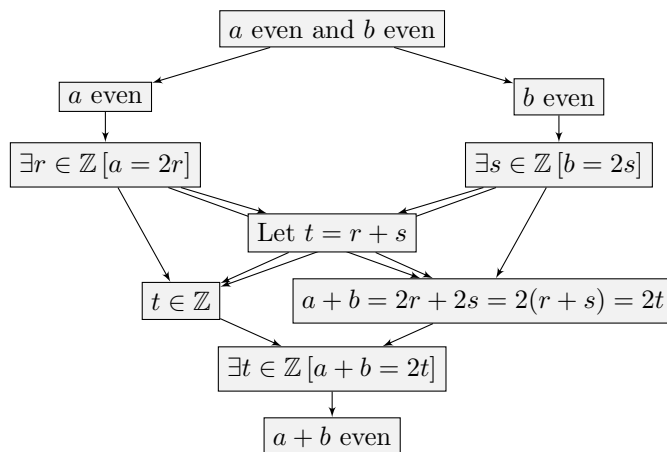 a even and b even
a even
b even
∃r ∈ ℤ [a = 2r]
∃s ∈ ℤ [b = 2s]
Let t = r + s
t ∈ ℤ
a + b = 2r + 2s = 2(r + s) = 2t
∃t ∈ ℤ [a + b = 2t]
a + b even